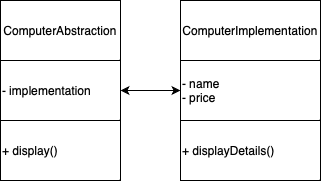 ComputerAbstraction
- implementation
+ display()
ComputerImplementation
- name
- price
+ displayDetails()